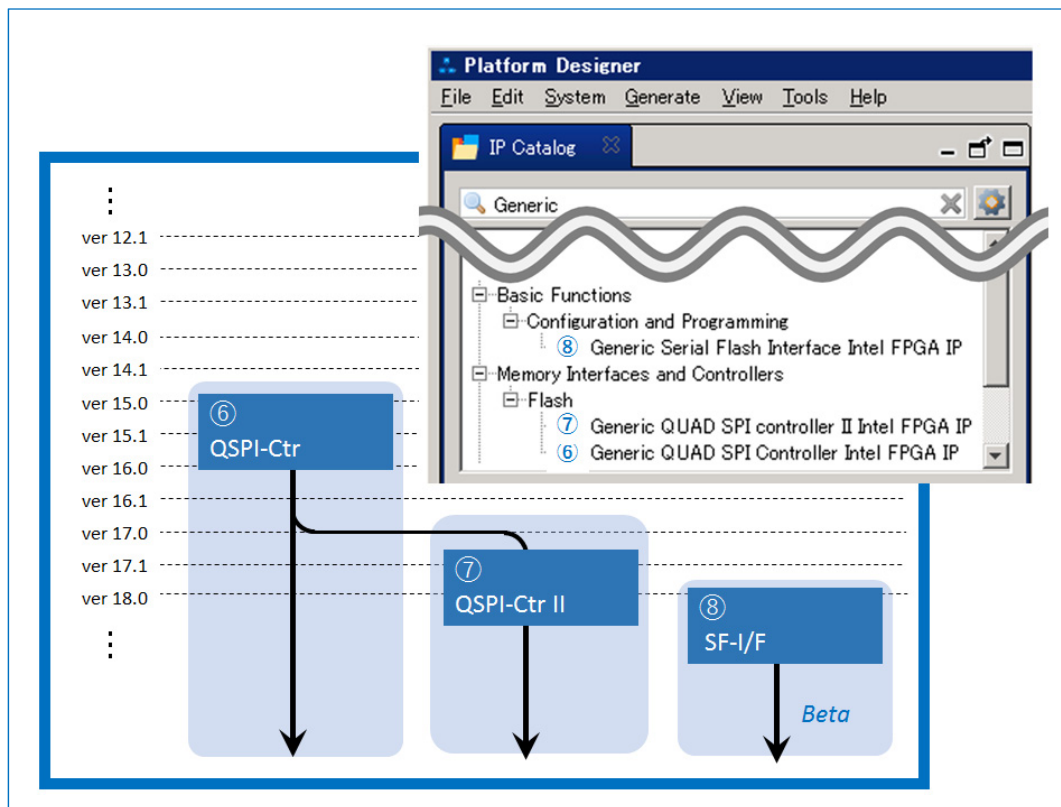 Platform Designer
File Edit System Generate View Tools Help
IP Catalog
Generic
Basic Functions
Configuration and Programming
⑧ Generic Serial Flash Interface Intel FPGA IP
Memory Interfaces and Controllers
Flash
⑦ Generic QUAD SPI controller II Intel FPGA IP
⑥ Generic QUAD SPI Controller Intel FPGA IP
⋮
ver 12.1
ver 13.0
ver 13.1
ver 14.0
ver 14.1
ver 15.0
ver 15.1
ver 16.0
ver 16.1
ver 17.0
ver 17.1
ver 18.0
⋮
⑥
QSPI-Ctr
⑦
QSPI-Ctr II
⑧
SF-I/F
Beta